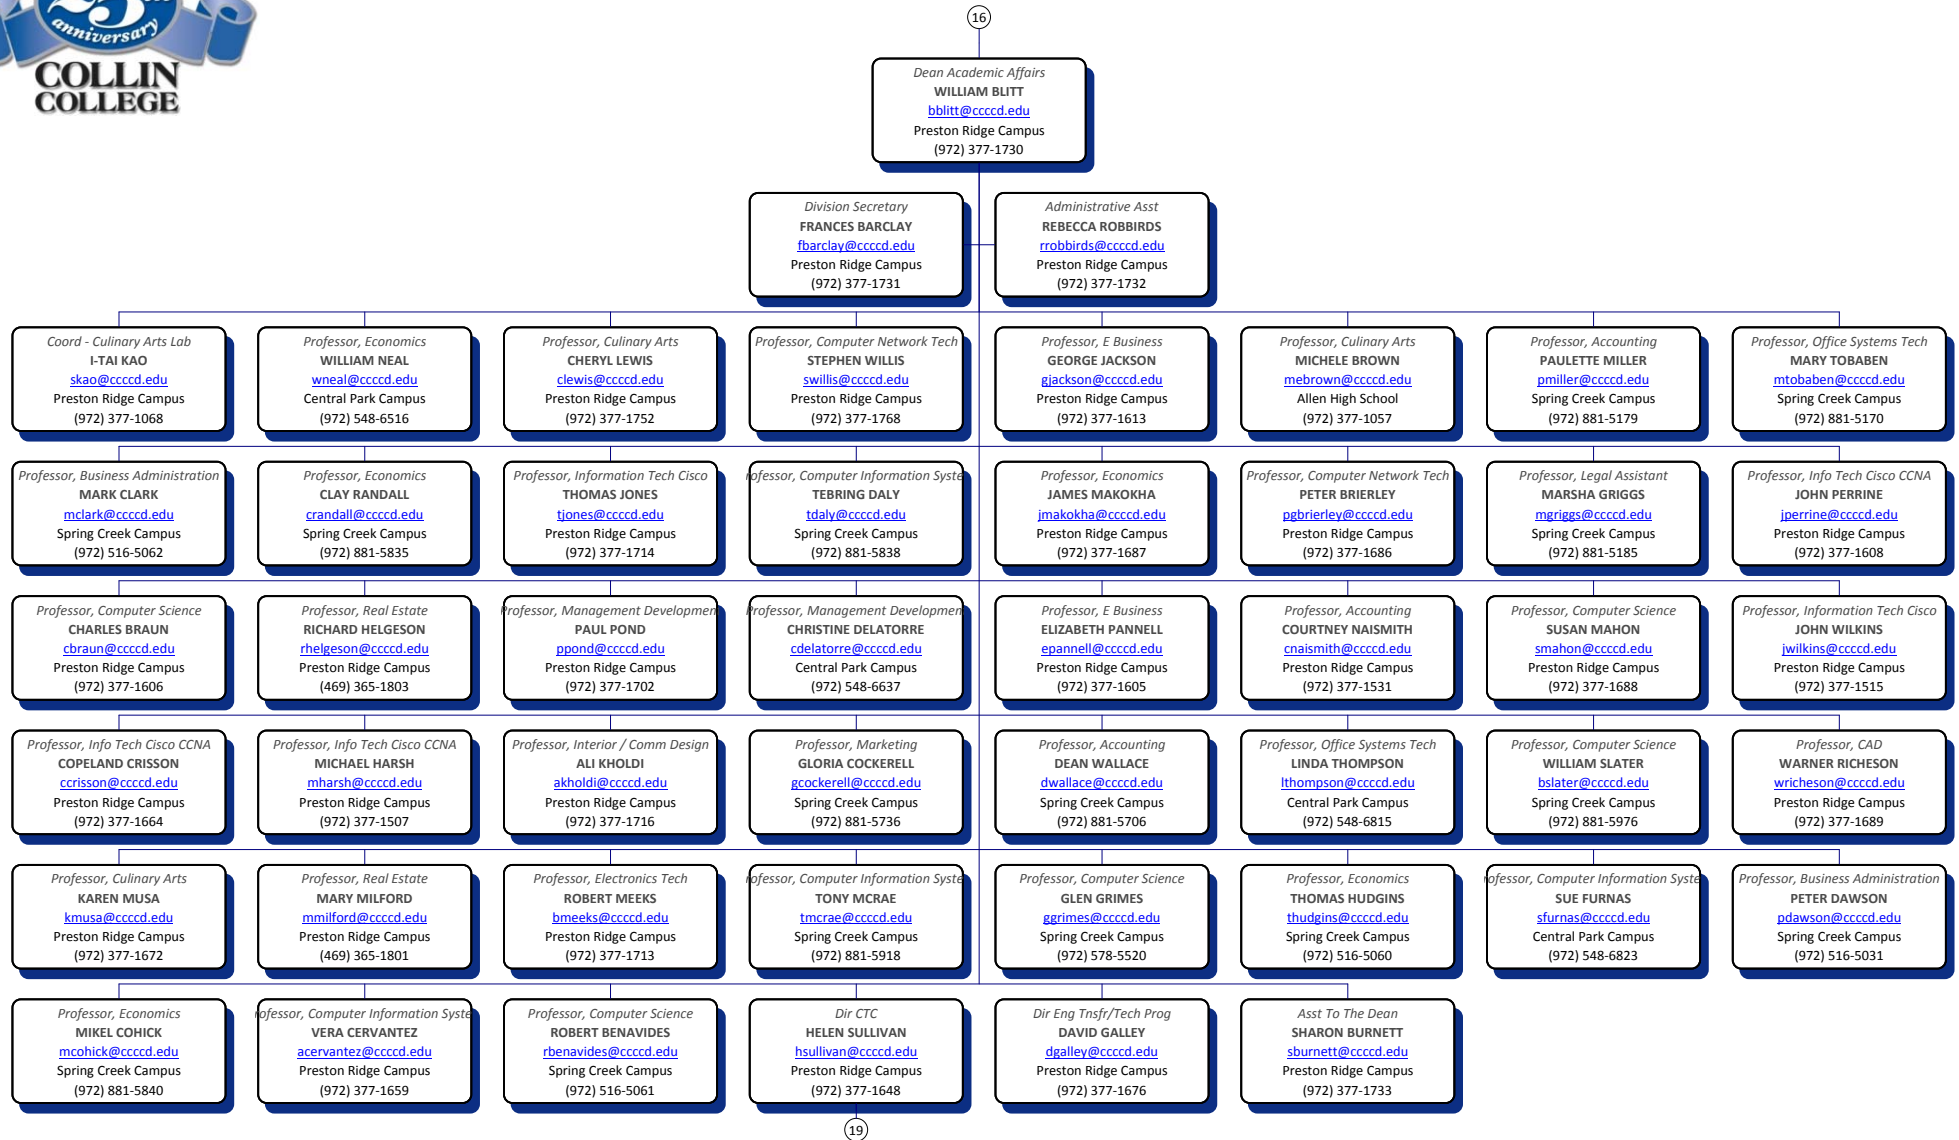 25th
anniversary
COLLIN
COLLEGE
16
Dean Academic Affairs
WILLIAM BLITT
bblitt@ccccd.edu
Preston Ridge Campus
(972) 377-1730
Division Secretary
FRANCES BARCLAY
fbarclay@ccccd.edu
Preston Ridge Campus
(972) 377-1731
Administrative Asst
REBECCA ROBBIRDS
rrobbirds@ccccd.edu
Preston Ridge Campus
(972) 377-1732
Coord - Culinary Arts Lab
I-TAI KAO
skao@ccccd.edu
Preston Ridge Campus
(972) 377-1068
Professor, Economics
WILLIAM NEAL
wneal@ccccd.edu
Central Park Campus
(972) 548-6516
Professor, Culinary Arts
CHERYL LEWIS
clewis@ccccd.edu
Preston Ridge Campus
(972) 377-1752
Professor, Computer Network Tech
STEPHEN WILLIS
swillis@ccccd.edu
Preston Ridge Campus
(972) 377-1768
Professor, E Business
GEORGE JACKSON
gjackson@ccccd.edu
Preston Ridge Campus
(972) 377-1613
Professor, Culinary Arts
MICHELE BROWN
mebrown@ccccd.edu
Allen High School
(972) 377-1057
Professor, Accounting
PAULETTE MILLER
pmiller@ccccd.edu
Spring Creek Campus
(972) 881-5179
Professor, Office Systems Tech
MARY TOBABEN
mtobaben@ccccd.edu
Spring Creek Campus
(972) 881-5170
Professor, Business Administration
MARK CLARK
mclark@ccccd.edu
Spring Creek Campus
(972) 516-5062
Professor, Economics
CLAY RANDALL
crandall@ccccd.edu
Spring Creek Campus
(972) 881-5835
Professor, Information Tech Cisco
THOMAS JONES
tjones@ccccd.edu
Preston Ridge Campus
(972) 377-1714
rofessor, Computer Information Syste
TEBRING DALY
tdaly@ccccd.edu
Spring Creek Campus
(972) 881-5838
Professor, Economics
JAMES MAKOKHA
jmakokha@ccccd.edu
Preston Ridge Campus
(972) 377-1687
Professor, Computer Network Tech
PETER BRIERLEY
pgbrierley@ccccd.edu
Preston Ridge Campus
(972) 377-1686
Professor, Legal Assistant
MARSHA GRIGGS
mgriggs@ccccd.edu
Spring Creek Campus
(972) 881-5185
Professor, Info Tech Cisco CCNA
JOHN PERRINE
jperrine@ccccd.edu
Preston Ridge Campus
(972) 377-1608
Professor, Computer Science
CHARLES BRAUN
cbraun@ccccd.edu
Preston Ridge Campus
(972) 377-1606
Professor, Real Estate
RICHARD HELGESON
rhelgeson@ccccd.edu
Preston Ridge Campus
(469) 365-1803
Professor, Management Developmen
PAUL POND
ppond@ccccd.edu
Preston Ridge Campus
(972) 377-1702
Professor, Management Developmen
CHRISTINE DELATORRE
cdelatorre@ccccd.edu
Central Park Campus
(972) 548-6637
Professor, E Business
ELIZABETH PANNELL
epannell@ccccd.edu
Preston Ridge Campus
(972) 377-1605
Professor, Accounting
COURTNEY NAISMITH
cnaismith@ccccd.edu
Preston Ridge Campus
(972) 377-1531
Professor, Computer Science
SUSAN MAHON
smahon@ccccd.edu
Preston Ridge Campus
(972) 377-1688
Professor, Information Tech Cisco
JOHN WILKINS
jwilkins@ccccd.edu
Preston Ridge Campus
(972) 377-1515
Professor, Info Tech Cisco CCNA
COPELAND CRISSON
ccrisson@ccccd.edu
Preston Ridge Campus
(972) 377-1664
Professor, Info Tech Cisco CCNA
MICHAEL HARSH
mharsh@ccccd.edu
Preston Ridge Campus
(972) 377-1507
Professor, Interior / Comm Design
ALI KHOLDI
akholdi@ccccd.edu
Preston Ridge Campus
(972) 377-1716
Professor, Marketing
GLORIA COCKERELL
gcockerell@ccccd.edu
Spring Creek Campus
(972) 881-5736
Professor, Accounting
DEAN WALLACE
dwallace@ccccd.edu
Spring Creek Campus
(972) 881-5706
Professor, Office Systems Tech
LINDA THOMPSON
lthompson@ccccd.edu
Central Park Campus
(972) 548-6815
Professor, Computer Science
WILLIAM SLATER
bslater@ccccd.edu
Spring Creek Campus
(972) 881-5976
Professor, CAD
WARNER RICHESON
wricheson@ccccd.edu
Preston Ridge Campus
(972) 377-1689
Professor, Culinary Arts
KAREN MUSA
kmusa@ccccd.edu
Preston Ridge Campus
(972) 377-1672
Professor, Real Estate
MARY MILFORD
mmilford@ccccd.edu
Preston Ridge Campus
(469) 365-1801
Professor, Electronics Tech
ROBERT MEEKS
bmeeks@ccccd.edu
Preston Ridge Campus
(972) 377-1713
rofessor, Computer Information Syste
TONY MCRAE
tmcrae@ccccd.edu
Spring Creek Campus
(972) 881-5918
Professor, Computer Science
GLEN GRIMES
ggrimes@ccccd.edu
Spring Creek Campus
(972) 578-5520
Professor, Economics
THOMAS HUDGINS
thudgins@ccccd.edu
Spring Creek Campus
(972) 516-5060
rofessor, Computer Information Syste
SUE FURNAS
sfurnas@ccccd.edu
Central Park Campus
(972) 548-6823
Professor, Business Administration
PETER DAWSON
pdawson@ccccd.edu
Spring Creek Campus
(972) 516-5031
Professor, Economics
MIKEL COHICK
mcohick@ccccd.edu
Spring Creek Campus
(972) 881-5840
rofessor, Computer Information Syste
VERA CERVANTEZ
acervantez@ccccd.edu
Preston Ridge Campus
(972) 377-1659
Professor, Computer Science
ROBERT BENAVIDES
rbenavides@ccccd.edu
Spring Creek Campus
(972) 516-5061
Dir CTC
HELEN SULLIVAN
hsullivan@ccccd.edu
Preston Ridge Campus
(972) 377-1648
Dir Eng Tnsfr/Tech Prog
DAVID GALLEY
dgalley@ccccd.edu
Preston Ridge Campus
(972) 377-1676
Asst To The Dean
SHARON BURNETT
sburnett@ccccd.edu
Preston Ridge Campus
(972) 377-1733
19